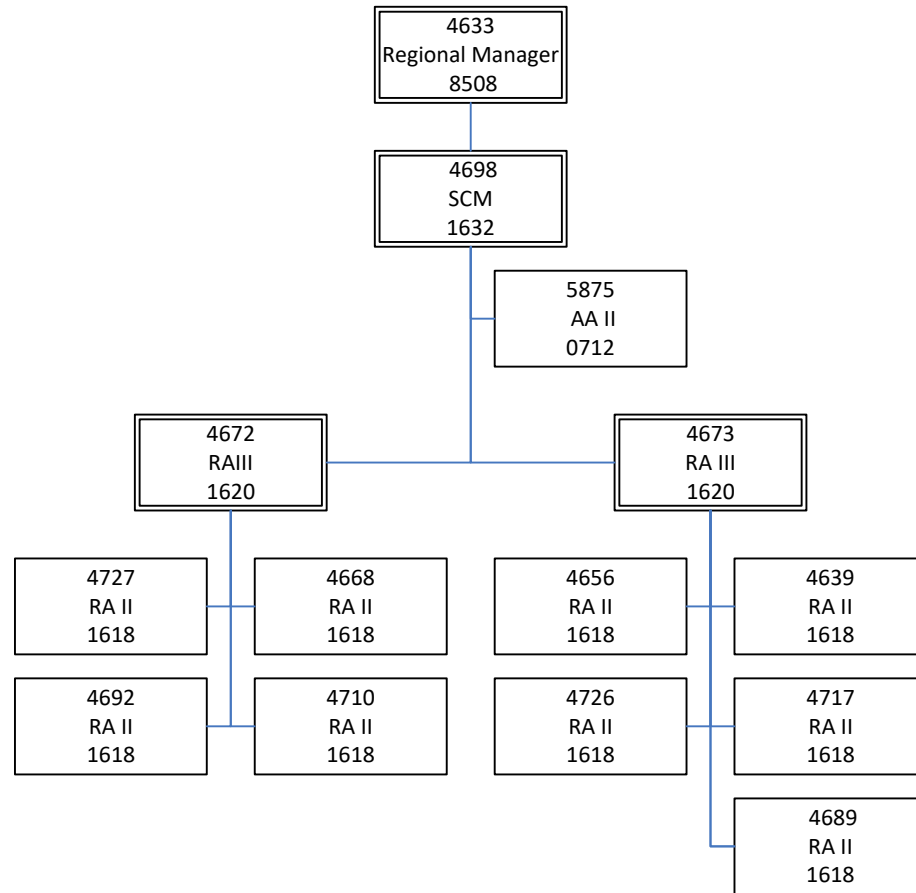 4633
Regional Manager
8508
4698
SCM
1632
5875
AA II
0712
4672
RAIII
1620
4673
RA III
1620
4727
RA II
1618
4668
RA II
1618
4656
RA II
1618
4639
RA II
1618
4692
RA II
1618
4710
RA II
1618
4726
RA II
1618
4717
RA II
1618
4689
RA II
1618